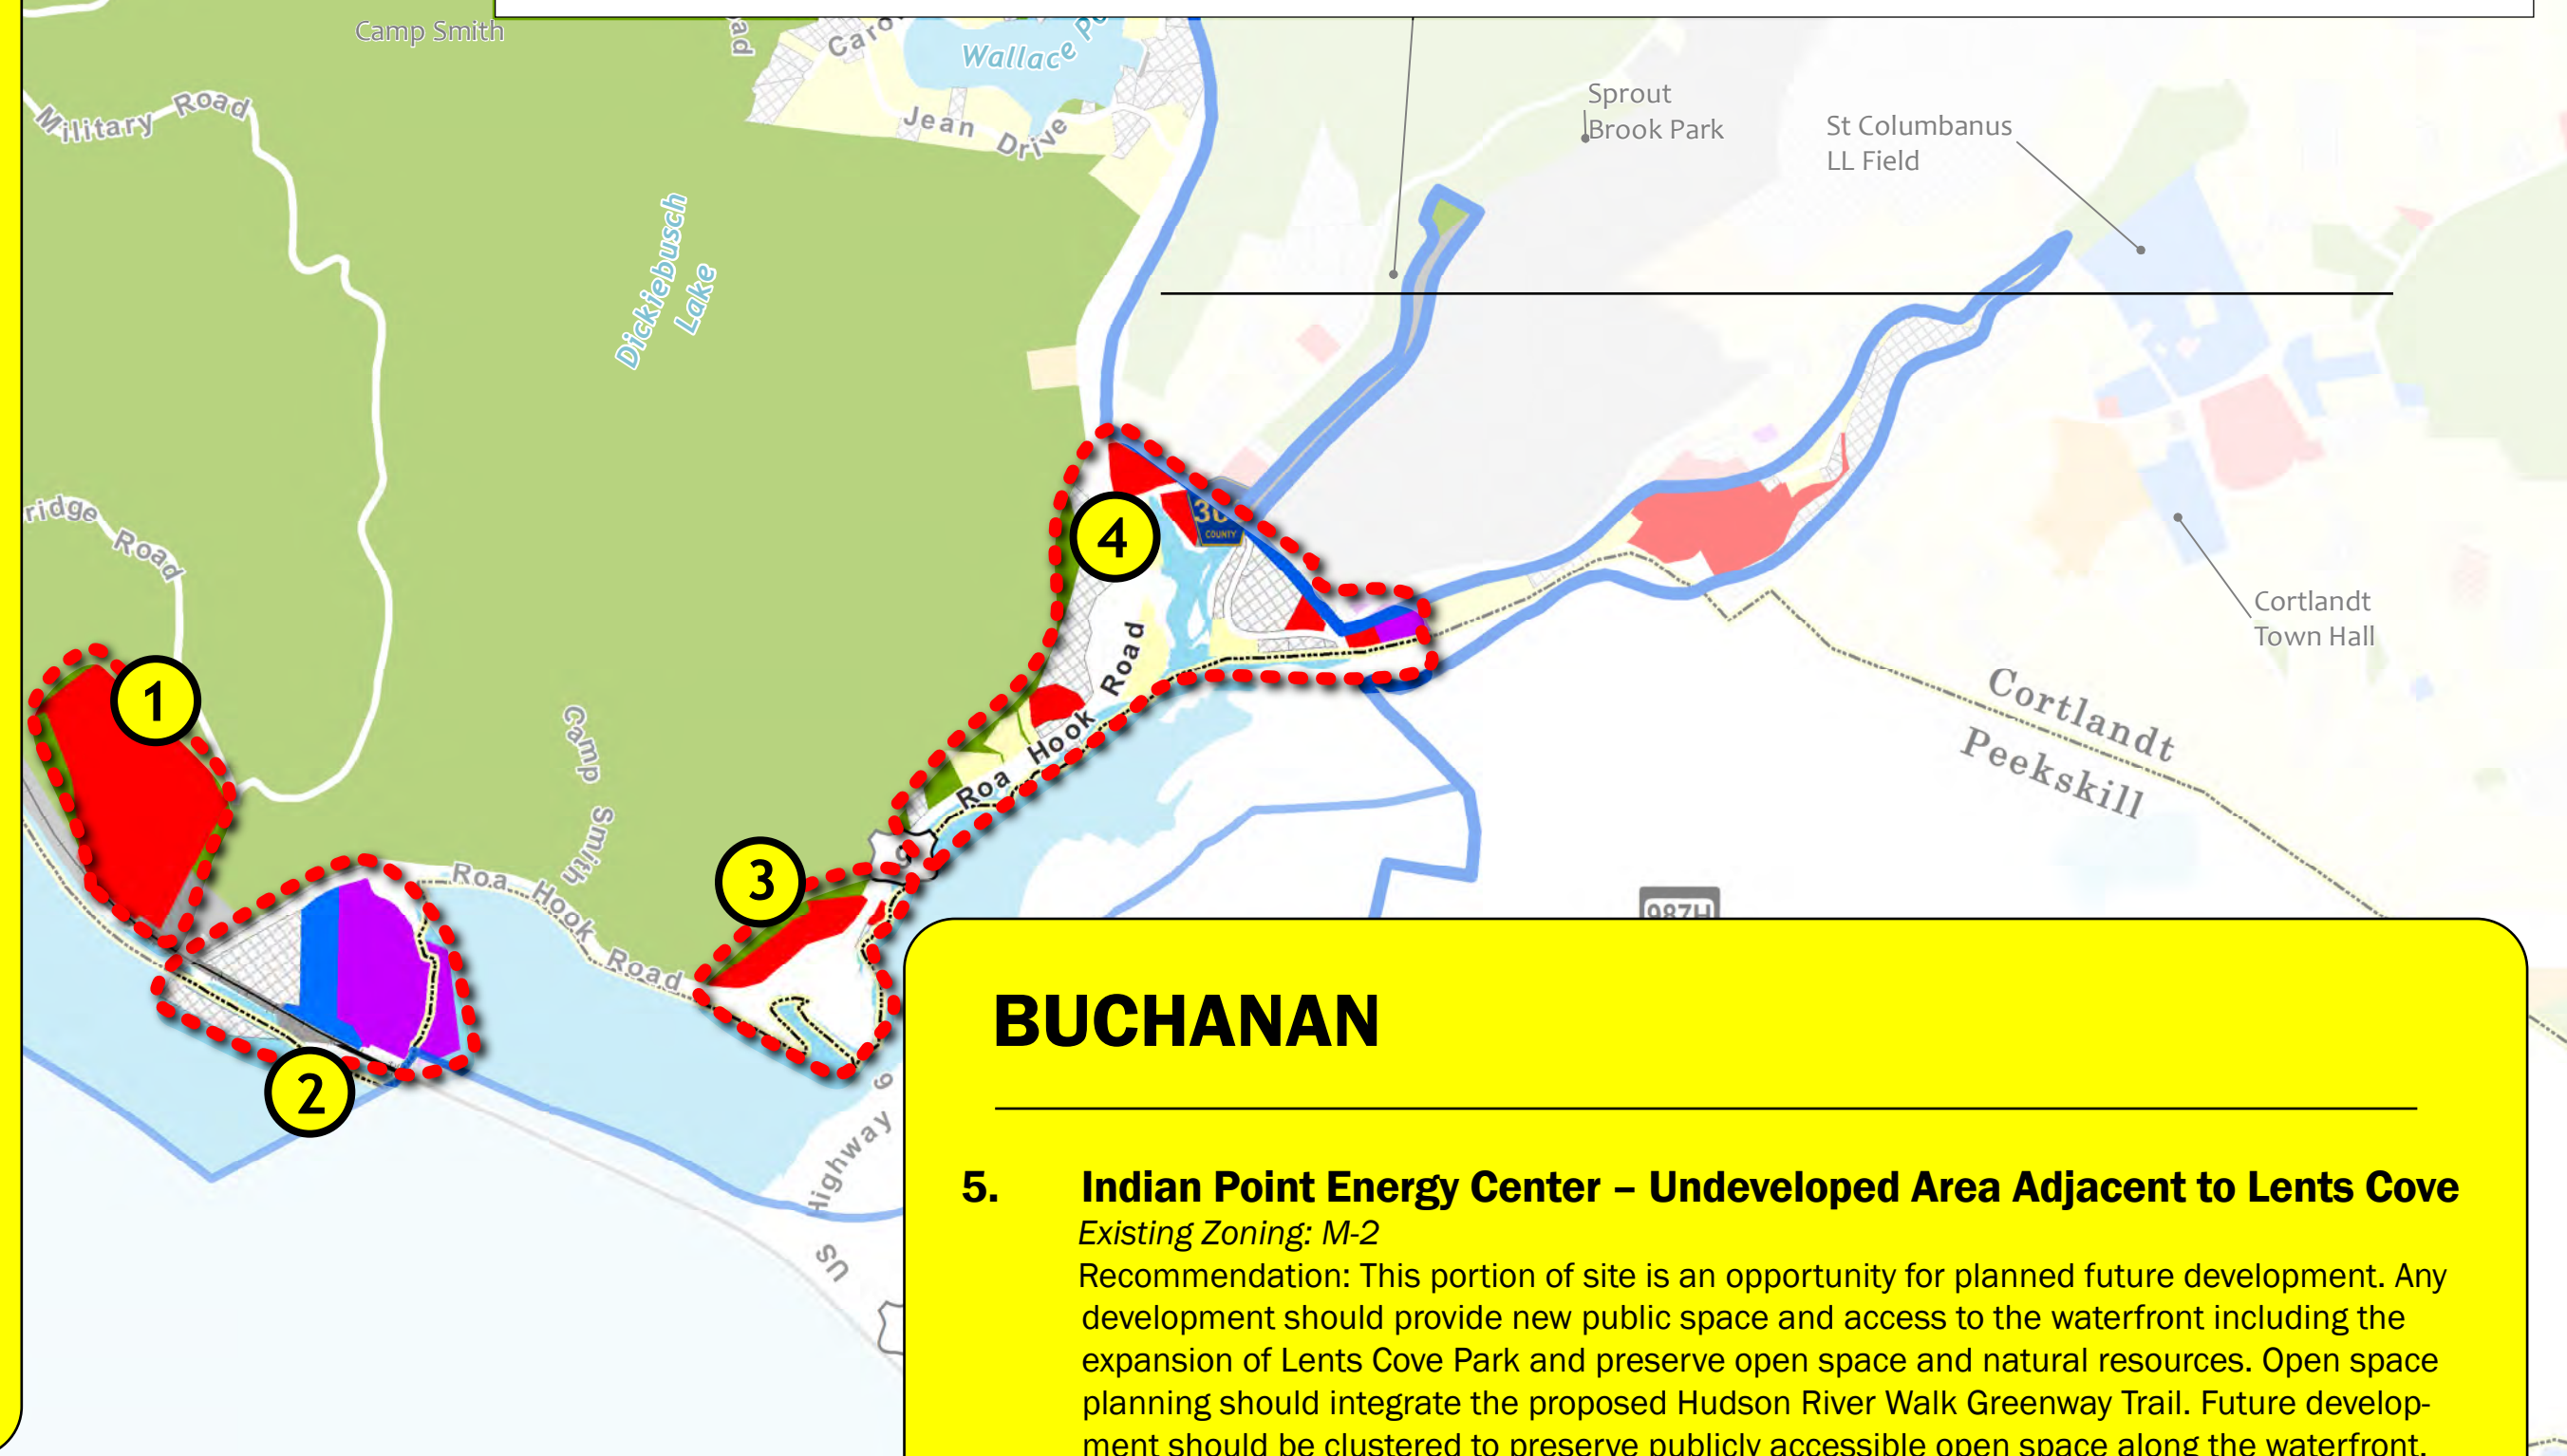 Camp Smith
Wallace
Military Road
Jean Drive
Sprout
Brook Park
St Columbanus
LL Field
Dickiebusch
Lake
Road
4
COUNTY
Cortlandt
Town Hall
1
Camp Smith
Roa Hook Road
Cortlandt
Peekskill
3
9
Roa Hook Road
987H
2
9
Highway
US
BUCHANAN
5. Indian Point Energy Center – Undeveloped Area Adjacent to Lents Cove
Existing Zoning: M-2
Recommendation: This portion of site is an opportunity for planned future development. Any
development should provide new public space and access to the waterfront including the
expansion of Lents Cove Park and preserve open space and natural resources. Open space
planning should integrate the proposed Hudson River Walk Greenway Trail. Future develop-
ment should be clustered to preserve publicly accessible open space along the waterfront.